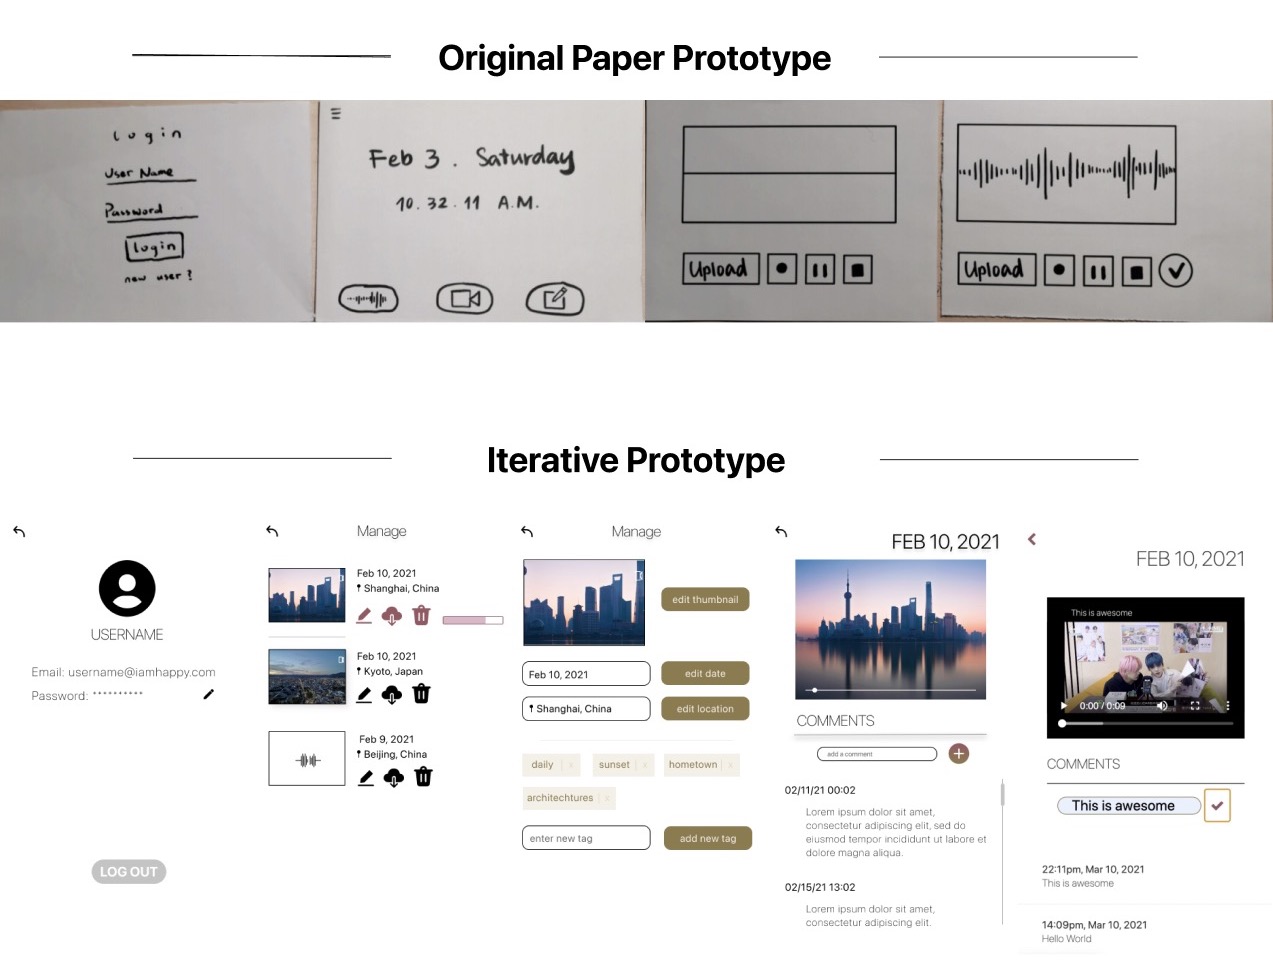 Original Paper Prototype
Login
User Name
Password
Login
new user?
Feb 3. Saturday
10. 32. 11 A.M.
Upload
Upload
Iterative Prototype
USERNAME
Email: username@iamhappy.com
Password: **********
LOG OUT
Manage
Feb 10, 2021
Shanghai, China
Feb 10, 2021
Kyoto, Japan
Feb 9, 2021
Beijing, China
Manage
edit thumbnail
Feb 10, 2021
edit date
Shanghai, China
edit location
daily | x
sunset | x
hometown | x
architechtures | x
enter new tag
add new tag
FEB 10, 2021
COMMENTS
add a comment
02/11/21 00:02
Lorem ipsum dolor sit amet,
consectetur adipiscing elit, sed do
eiusmod tempor incididunt ut labore et
dolore magna aliqua.
02/15/21 13:02
Lorem ipsum dolor sit amet,
consectetur adipiscing elit.
FEB 10, 2021
This is awesome
0:00 / 0:09
COMMENTS
This is awesome
22:11pm, Mar 10, 2021
This is awesome
14:09pm, Mar 10, 2021
Hello World